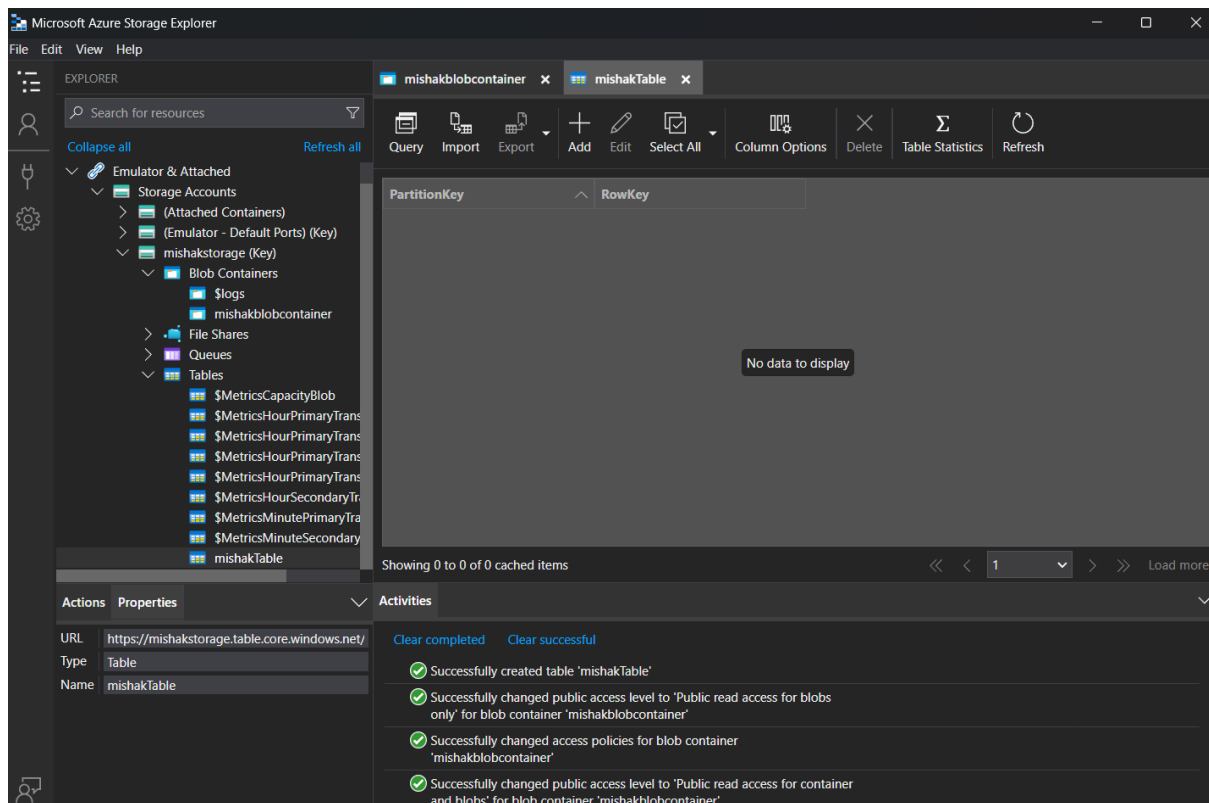 Microsoft Azure Storage Explorer
File Edit View Help
EXPLORER
Search for resources
Collapse all Refresh all
Emulator & Attached
Storage Accounts
(Attached Containers)
(Emulator - Default Ports) (Key)
mishakstorage (Key)
Blob Containers
$logs
mishakblobcontainer
File Shares
Queues
Tables
$MetricsCapacityBlob
$MetricsHourPrimaryTrans
$MetricsHourPrimaryTrans
$MetricsHourPrimaryTrans
$MetricsHourPrimaryTrans
$MetricsHourSecondaryTr
$MetricsMinutePrimaryTra
$MetricsMinuteSecondary
mishakTable
Actions Properties
URL https://mishakstorage.table.core.windows.net/
Type Table
Name mishakTable
mishakblobcontainer mishakTable
Query Import Export Add Edit Select All Column Options Delete Table Statistics Refresh
PartitionKey RowKey
No data to display
Showing 0 to 0 of 0 cached items 1 Load more
Activities
Clear completed Clear successful
Successfully created table 'mishakTable'
Successfully changed public access level to 'Public read access for blobs
only' for blob container 'mishakblobcontainer'
Successfully changed access policies for blob container
'mishakblobcontainer'
Successfully changed public access level to 'Public read access for container
and blobs' for blob container 'mishakblobcontainer'